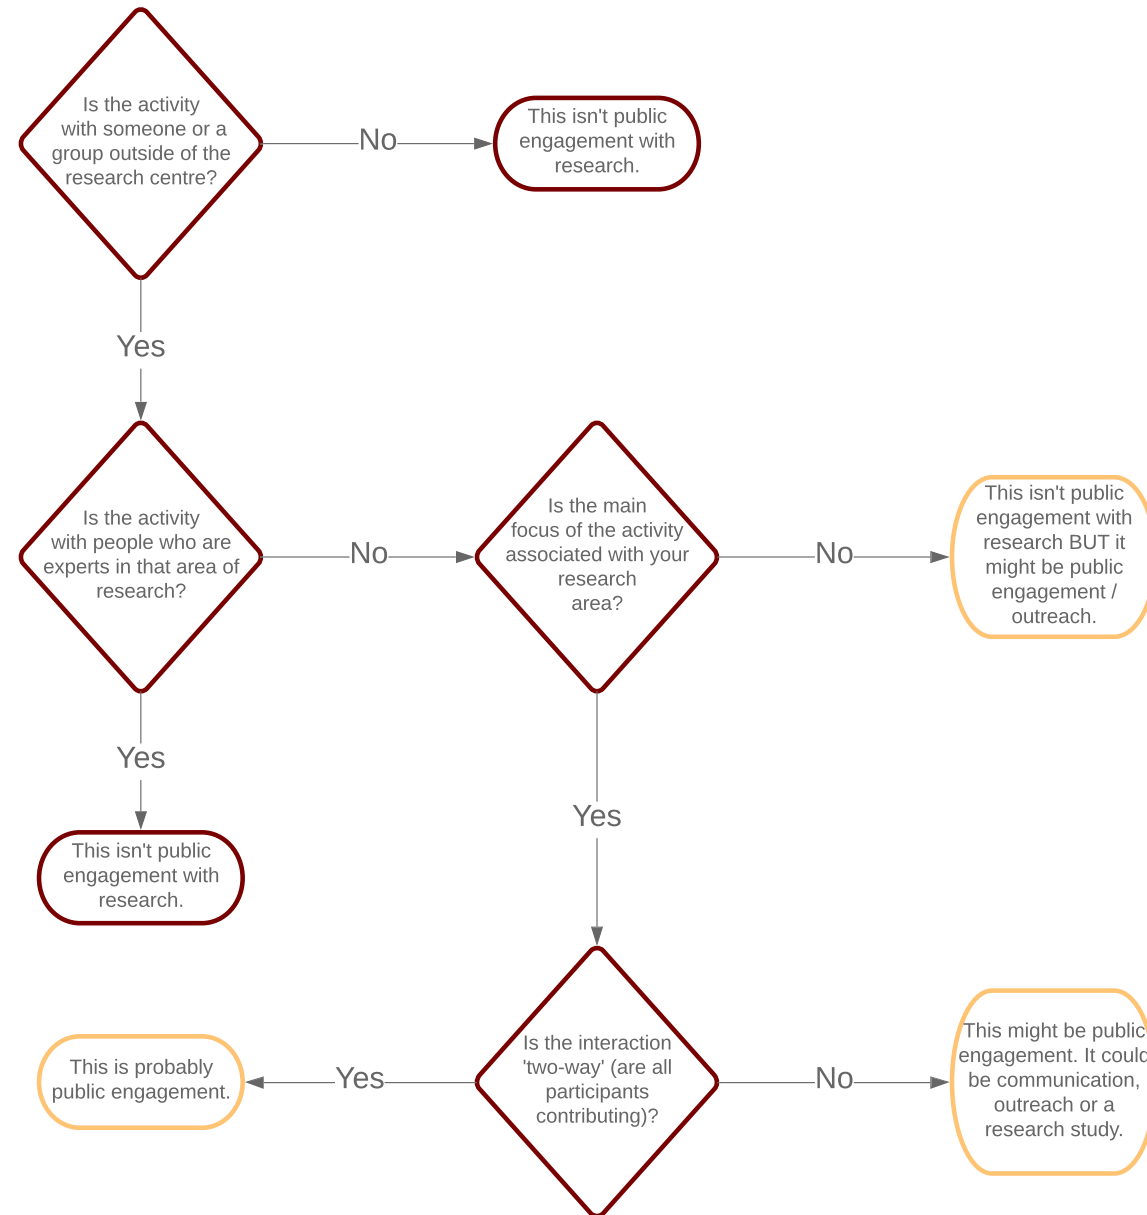 Is the activity
with someone or a
group outside of the
research centre?
No
This isn't public
engagement with
research.
Yes
Is the activity
with people who are
experts in that area of
research?
No
Is the main
focus of the activity
associated with your
research
area?
No
This isn't public
engagement with
research BUT it
might be public
engagement /
outreach.
Yes
This isn't public
engagement with
research.
Yes
Is the interaction
'two-way' (are all
participants
contributing)?
Yes
This is probably
public engagement.
No
This might be public
engagement. It could
be communication,
outreach or a
research study.